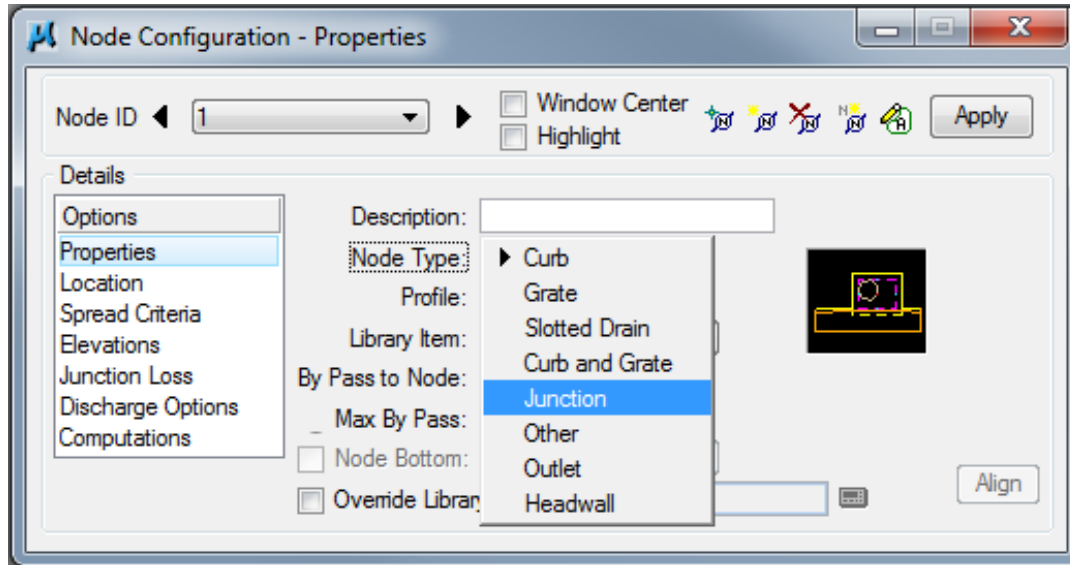 Node Configuration - Properties
Node ID 1 Window Center
Highlight
Apply
Details
Options
Properties
Location
Spread Criteria
Elevations
Junction Loss
Discharge Options
Computations
Description:
Node Type:
Profile:
Library Item:
By Pass to Node:
Max By Pass:
Node Bottom:
Override Library
Curb
Grate
Slotted Drain
Curb and Grate
Junction
Other
Outlet
Headwall
Align